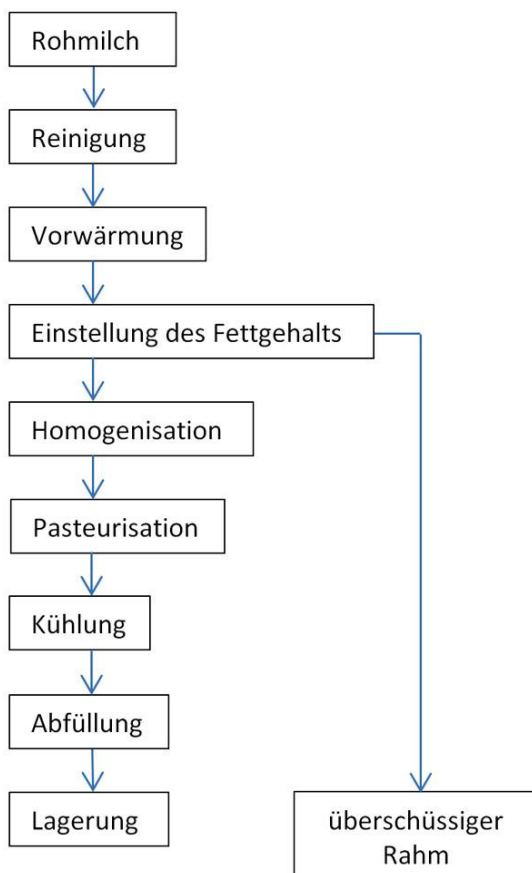 Rohmilch
Reinigung
Vorwärmung
Einstellung des Fettgehalts
Homogenisation
Pasteurisation
Kühlung
Abfüllung
Lagerung
überschüssiger
Rahm